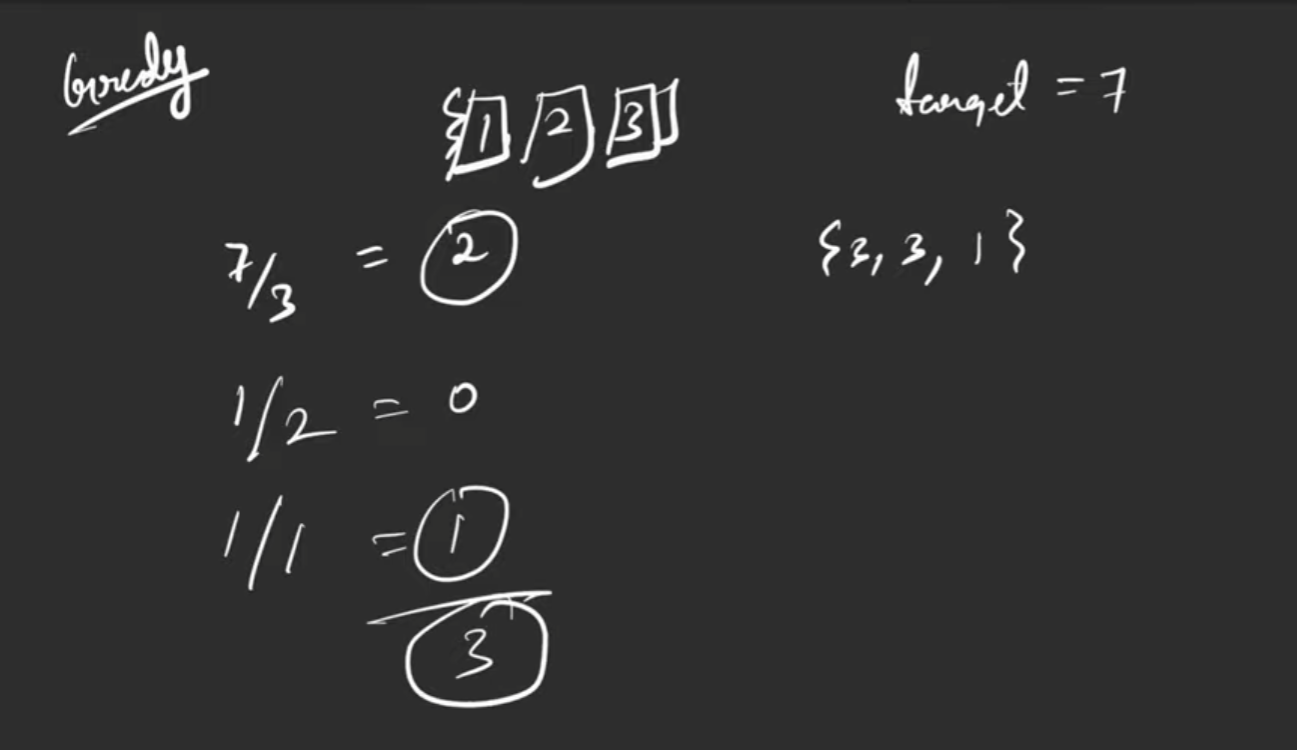 Greedy
{1 2 3}
target = 7
7/3 = 2
{3, 3, 1}
1/2 = 0
1/1 = 1
3